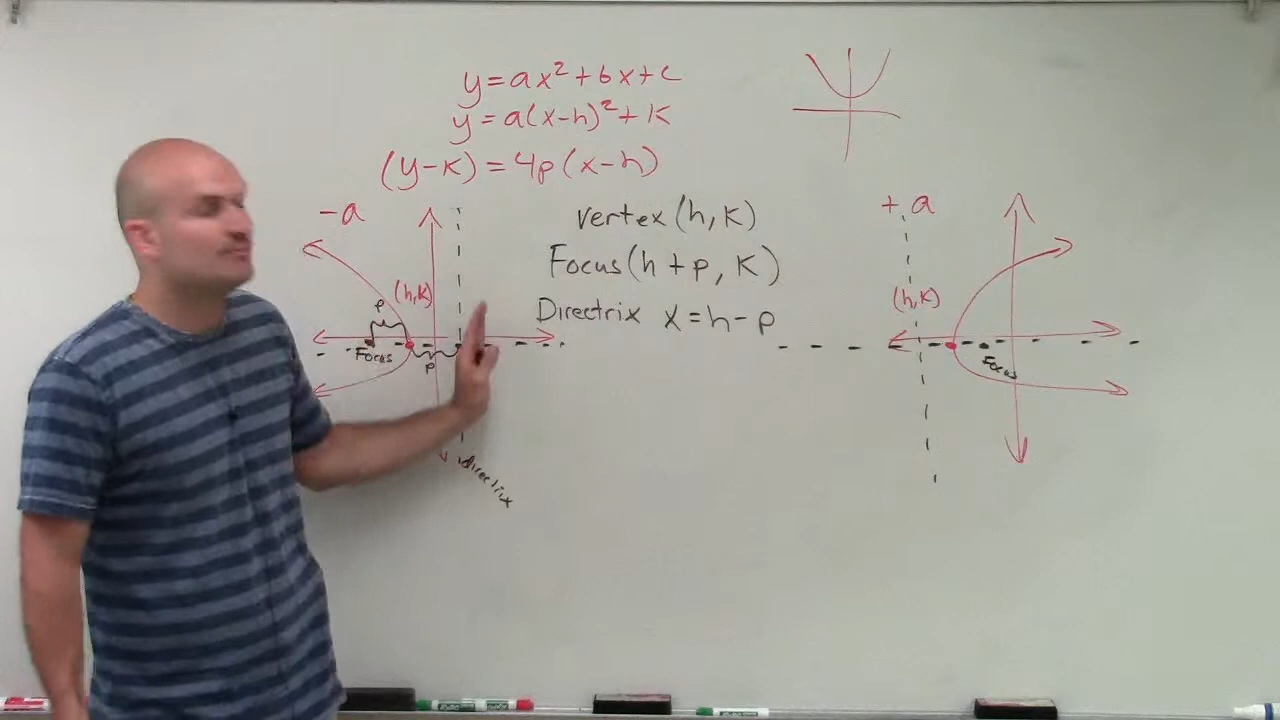 y=ax²+bx+c
y=a(x-h)²+K
(y-K)=4p(x-h)
-a
vertex(h,K)
+a
Focus(h+p,K)
(h,K)
(h,K)
p
Directrix x=h-p
Focus
p
Focus
directrix